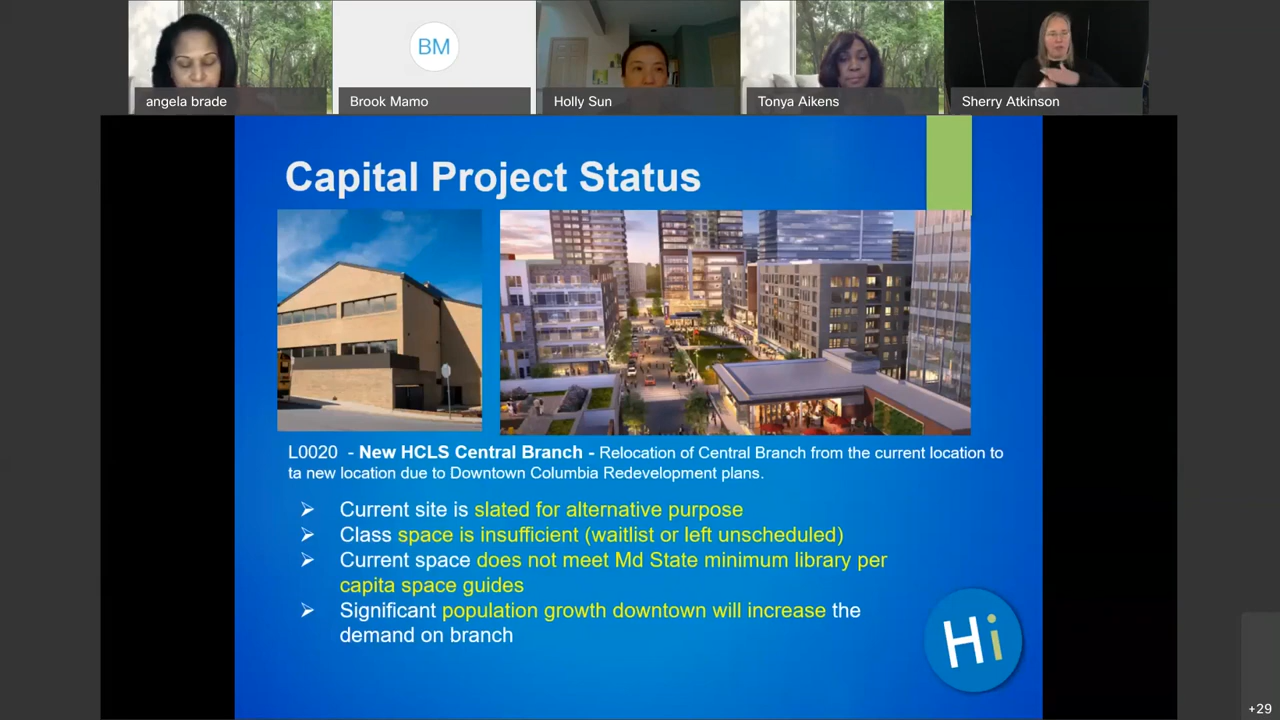 angela brade
BM
Brook Mamo
Holly Sun
Tonya Aikens
Sherry Atkinson
Capital Project Status
L0020 - New HCLS Central Branch - Relocation of Central Branch from the current location to
ta new location due to Downtown Columbia Redevelopment plans.
Current site is slated for alternative purpose
Class space is insufficient (waitlist or left unscheduled)
Current space does not meet Md State minimum library per
capita space guides
Significant population growth downtown will increase the
demand on branch
Hi
+29